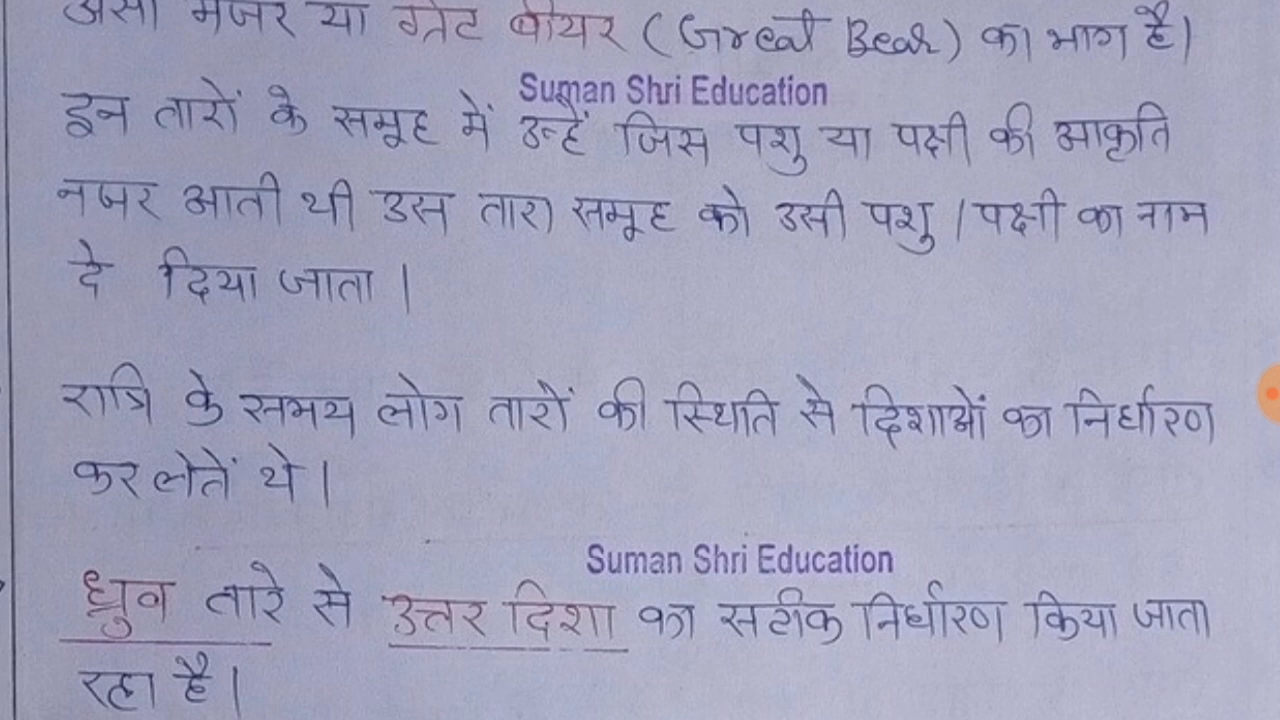 असा मेजर या ग्रेट बीयर (Great Bear) का भाग है।
Suman Shri Education
इन तारों के समूह में उन्हें जिस पशु या पक्षी की आकृति
नजर आती थी उस तारा समूह को उसी पशु / पक्षी का नाम
दे दिया जाता।
रात्रि के समय लोग तारों की स्थिति से दिशाओं का निर्धारण
कर लेतें थे।
Suman Shri Education
ध्रुव तारे से उत्तर दिशा का सटीक निर्धारण किया जाता
रहा है।